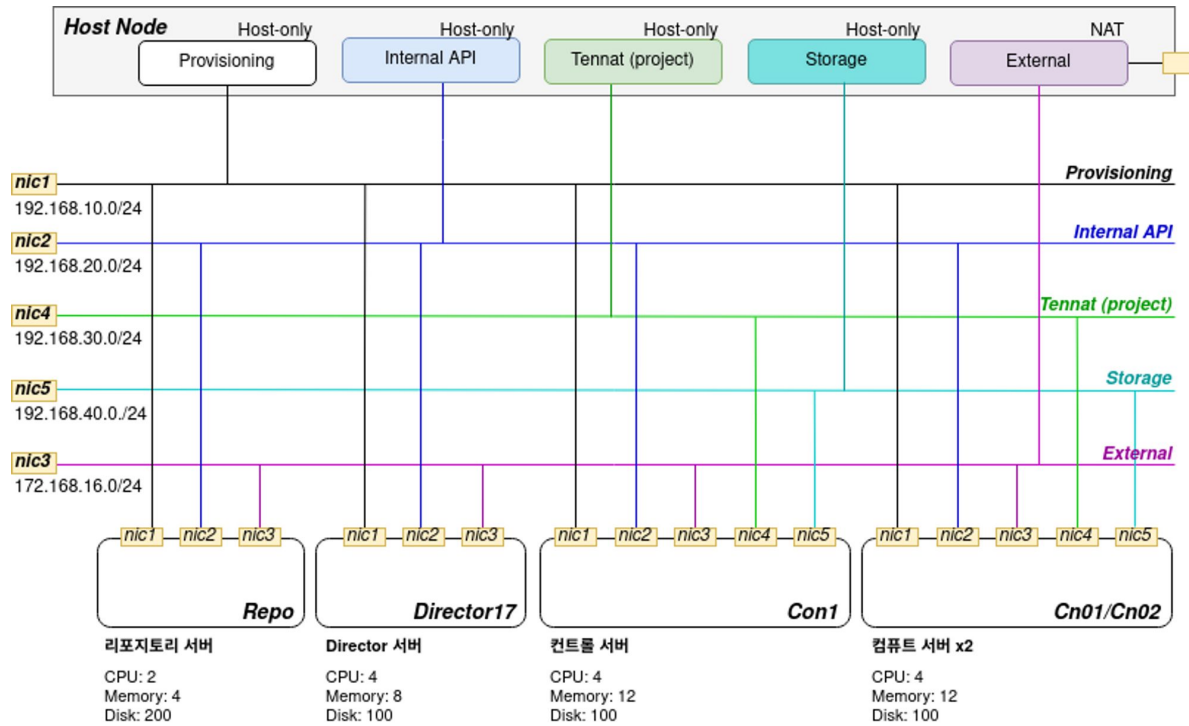 Host Node
Host-only
Host-only
Host-only
Host-only
NAT
Provisioning
Internal API
Tennat (project)
Storage
External
nic1
Provisioning
192.168.10.0/24
nic2
Internal API
192.168.20.0/24
nic4
Tennat (project)
192.168.30.0/24
nic5
Storage
192.168.40.0./24
nic3
External
172.168.16.0/24
nic1 nic2 nic3
nic1 nic2 nic3
nic1 nic2 nic3 nic4 nic5
nic1 nic2 nic3 nic4 nic5
Repo
Director17
Con1
Cn01/Cn02
리포지토리 서버
CPU: 2
Memory: 4
Disk: 200
Director 서버
CPU: 4
Memory: 8
Disk: 100
컨트롤 서버
CPU: 4
Memory: 12
Disk: 100
컴퓨트 서버 x2
CPU: 4
Memory: 12
Disk: 100